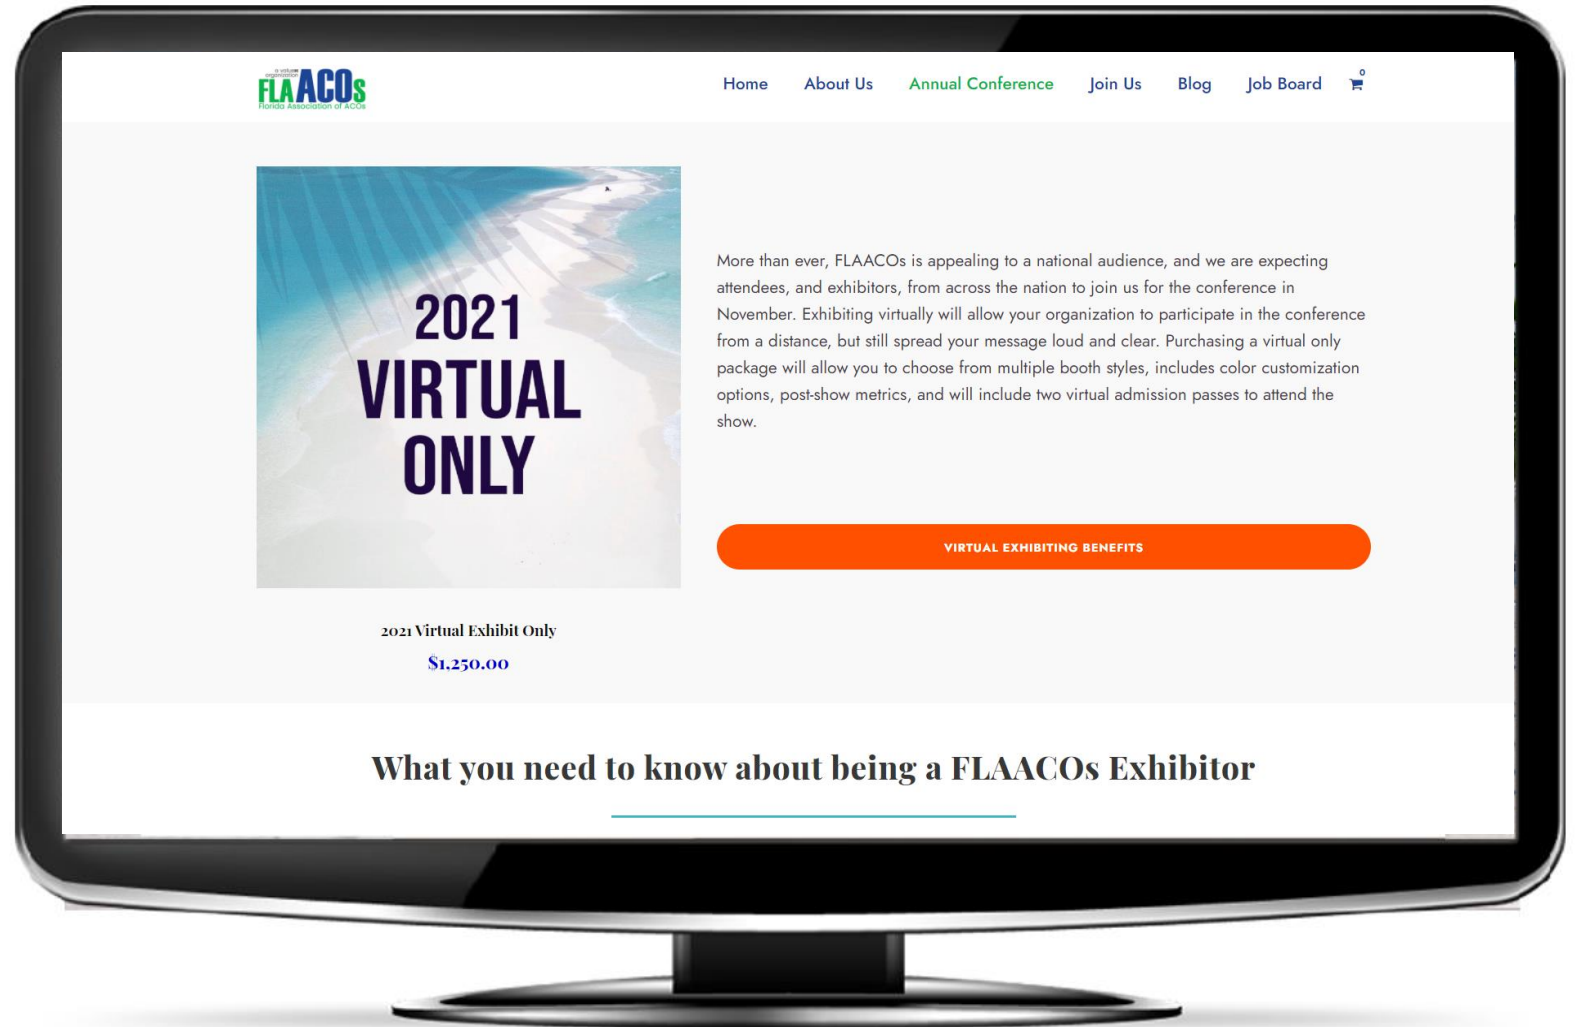 a value
organization
FLAACOs
Florida Association of ACOs
Home About Us Annual Conference Join Us Blog Job Board 0
2021
VIRTUAL
ONLY
More than ever, FLAACOs is appealing to a national audience, and we are expecting
attendees, and exhibitors, from across the nation to join us for the conference in
November. Exhibiting virtually will allow your organization to participate in the conference
from a distance, but still spread your message loud and clear. Purchasing a virtual only
package will allow you to choose from multiple booth styles, includes color customization
options, post-show metrics, and will include two virtual admission passes to attend the
show.
VIRTUAL EXHIBITING BENEFITS
2021 Virtual Exhibit Only
$1,250.00
What you need to know about being a FLAACOs Exhibitor